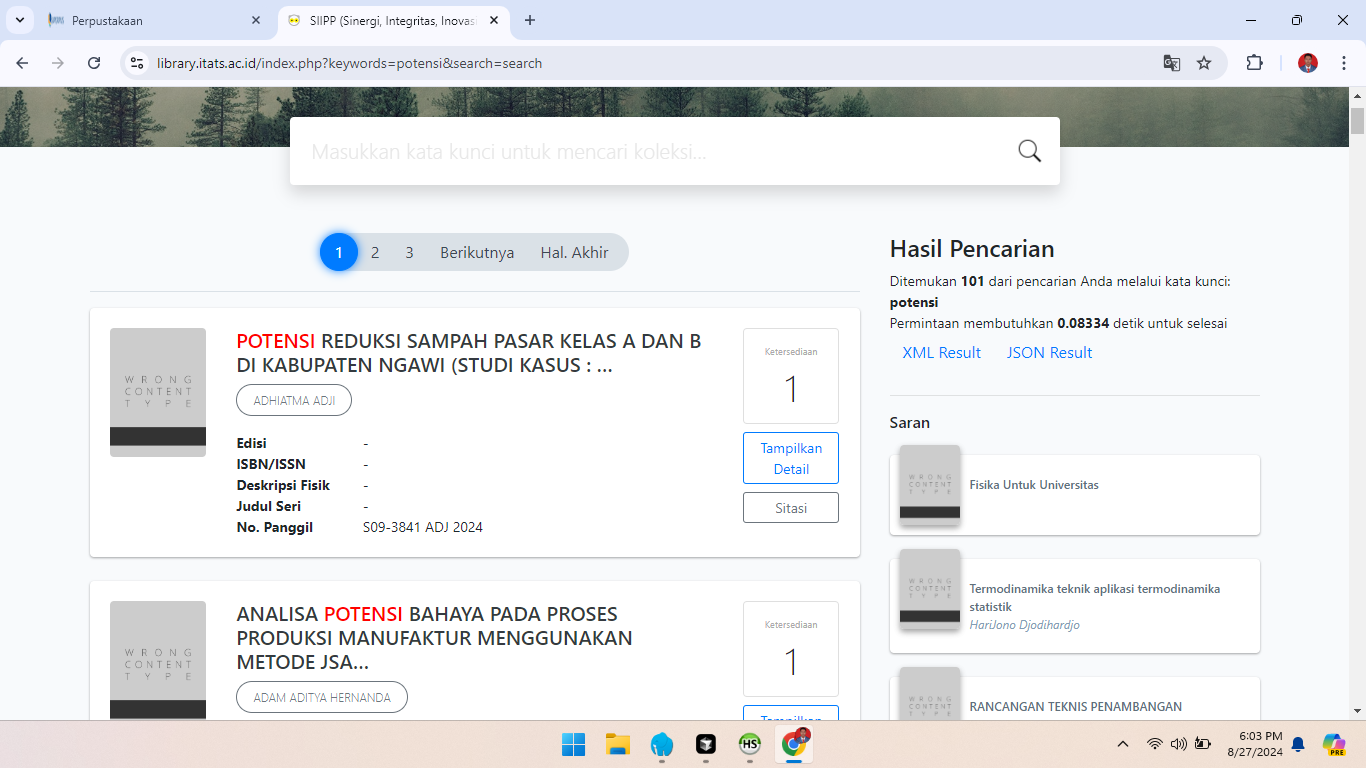 Perpustakaan
SIIPP (Sinergi, Integritas, Inovasi
library.itats.ac.id/index.php?keywords=potensi&search=search
Masukkan kata kunci untuk mencari koleksi...
1 2 3 Berikutnya Hal. Akhir
WRONG
CONTENT
TYPE
POTENSI REDUKSI SAMPAH PASAR KELAS A DAN B
DI KABUPATEN NGAWI (STUDI KASUS : ...
ADHIATMA ADJI
Edisi -
ISBN/ISSN -
Deskripsi Fisik -
Judul Seri -
No. Panggil S09-3841 ADJ 2024
Ketersediaan
1
Tampilkan
Detail
Sitasi
WRONG
CONTENT
TYPE
ANALISA POTENSI BAHAYA PADA PROSES
PRODUKSI MANUFAKTUR MENGGUNAKAN
METODE JSA...
ADAM ADITYA HERNANDA
Ketersediaan
1
Tampilkan
Hasil Pencarian
Ditemukan 101 dari pencarian Anda melalui kata kunci:
potensi
Permintaan membutuhkan 0.08334 detik untuk selesai
XML Result JSON Result
Saran
WRONG
CONTENT
TYPE
Fisika Untuk Universitas
WRONG
CONTENT
TYPE
Termodinamika teknik aplikasi termodinamika
statistik
HariJono Djodihardjo
WRONG
CONTENT
TYPE
RANCANGAN TEKNIS PENAMBANGAN
HS
6:03 PM
8/27/2024
PRE